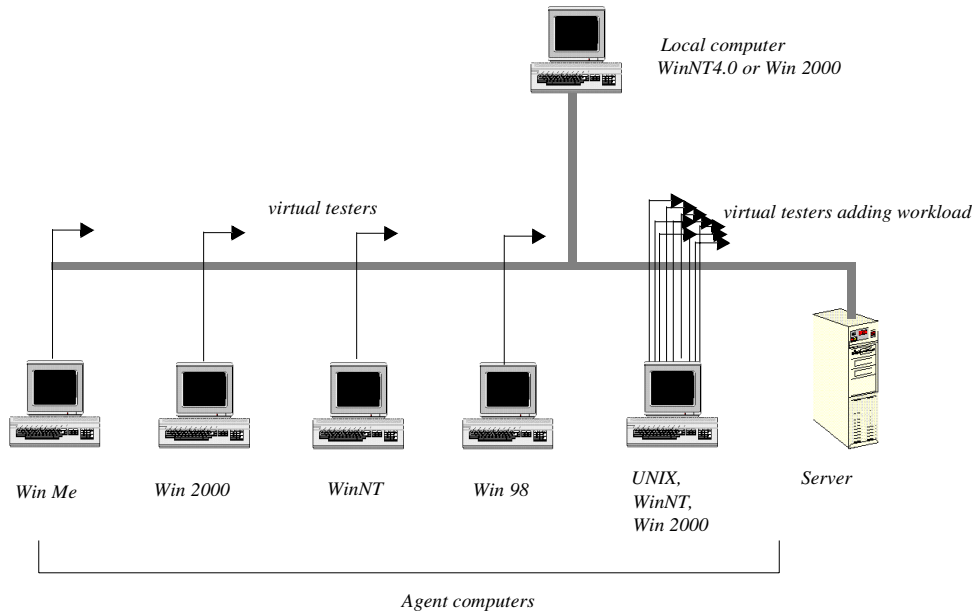 Local computer
WinNT4.0 or Win 2000
virtual testers
virtual testers adding workload
Win Me
Win 2000
WinNT
Win 98
UNIX,
WinNT,
Win 2000
Server
Agent computers